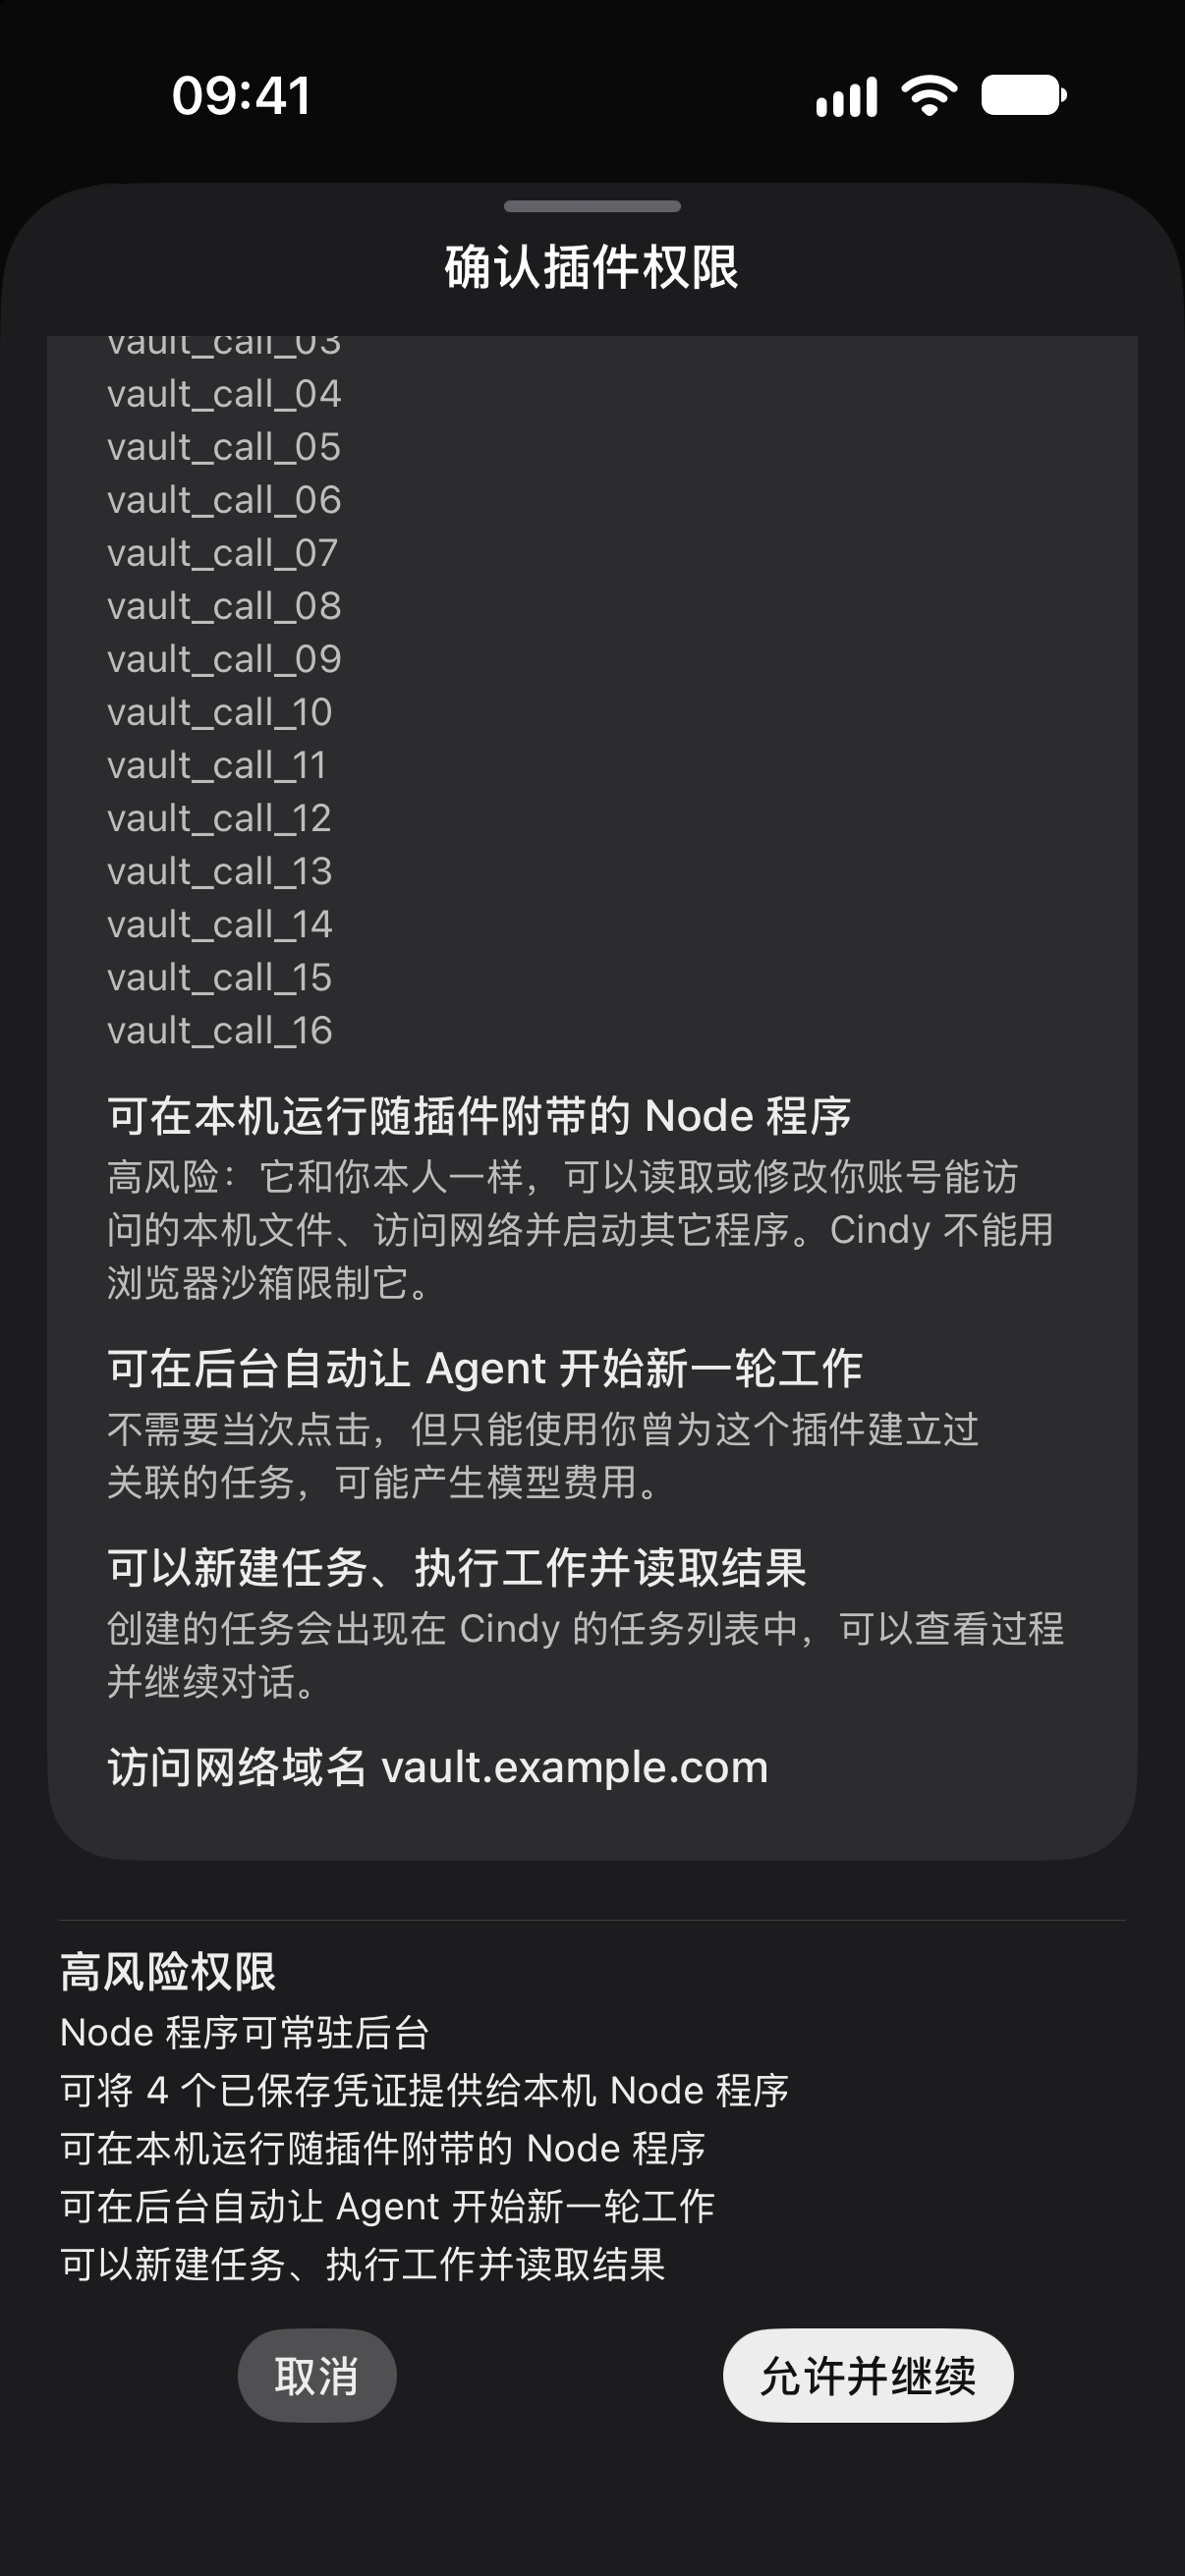 09:41
确认插件权限
vault_call_03
vault_call_04
vault_call_05
vault_call_06
vault_call_07
vault_call_08
vault_call_09
vault_call_10
vault_call_11
vault_call_12
vault_call_13
vault_call_14
vault_call_15
vault_call_16
可在本机运行随插件附带的 Node 程序
高风险：它和你本人一样，可以读取或修改你账号能访
问的本机文件、访问网络并启动其它程序。Cindy 不能用
浏览器沙箱限制它。
可在后台自动让 Agent 开始新一轮工作
不需要当次点击，但只能使用你曾为这个插件建立过
关联的任务，可能产生模型费用。
可以新建任务、执行工作并读取结果
创建的任务会出现在 Cindy 的任务列表中，可以查看过程
并继续对话。
访问网络域名 vault.example.com
高风险权限
Node 程序可常驻后台
可将 4 个已保存凭证提供给本机 Node 程序
可在本机运行随插件附带的 Node 程序
可在后台自动让 Agent 开始新一轮工作
可以新建任务、执行工作并读取结果
取消
允许并继续